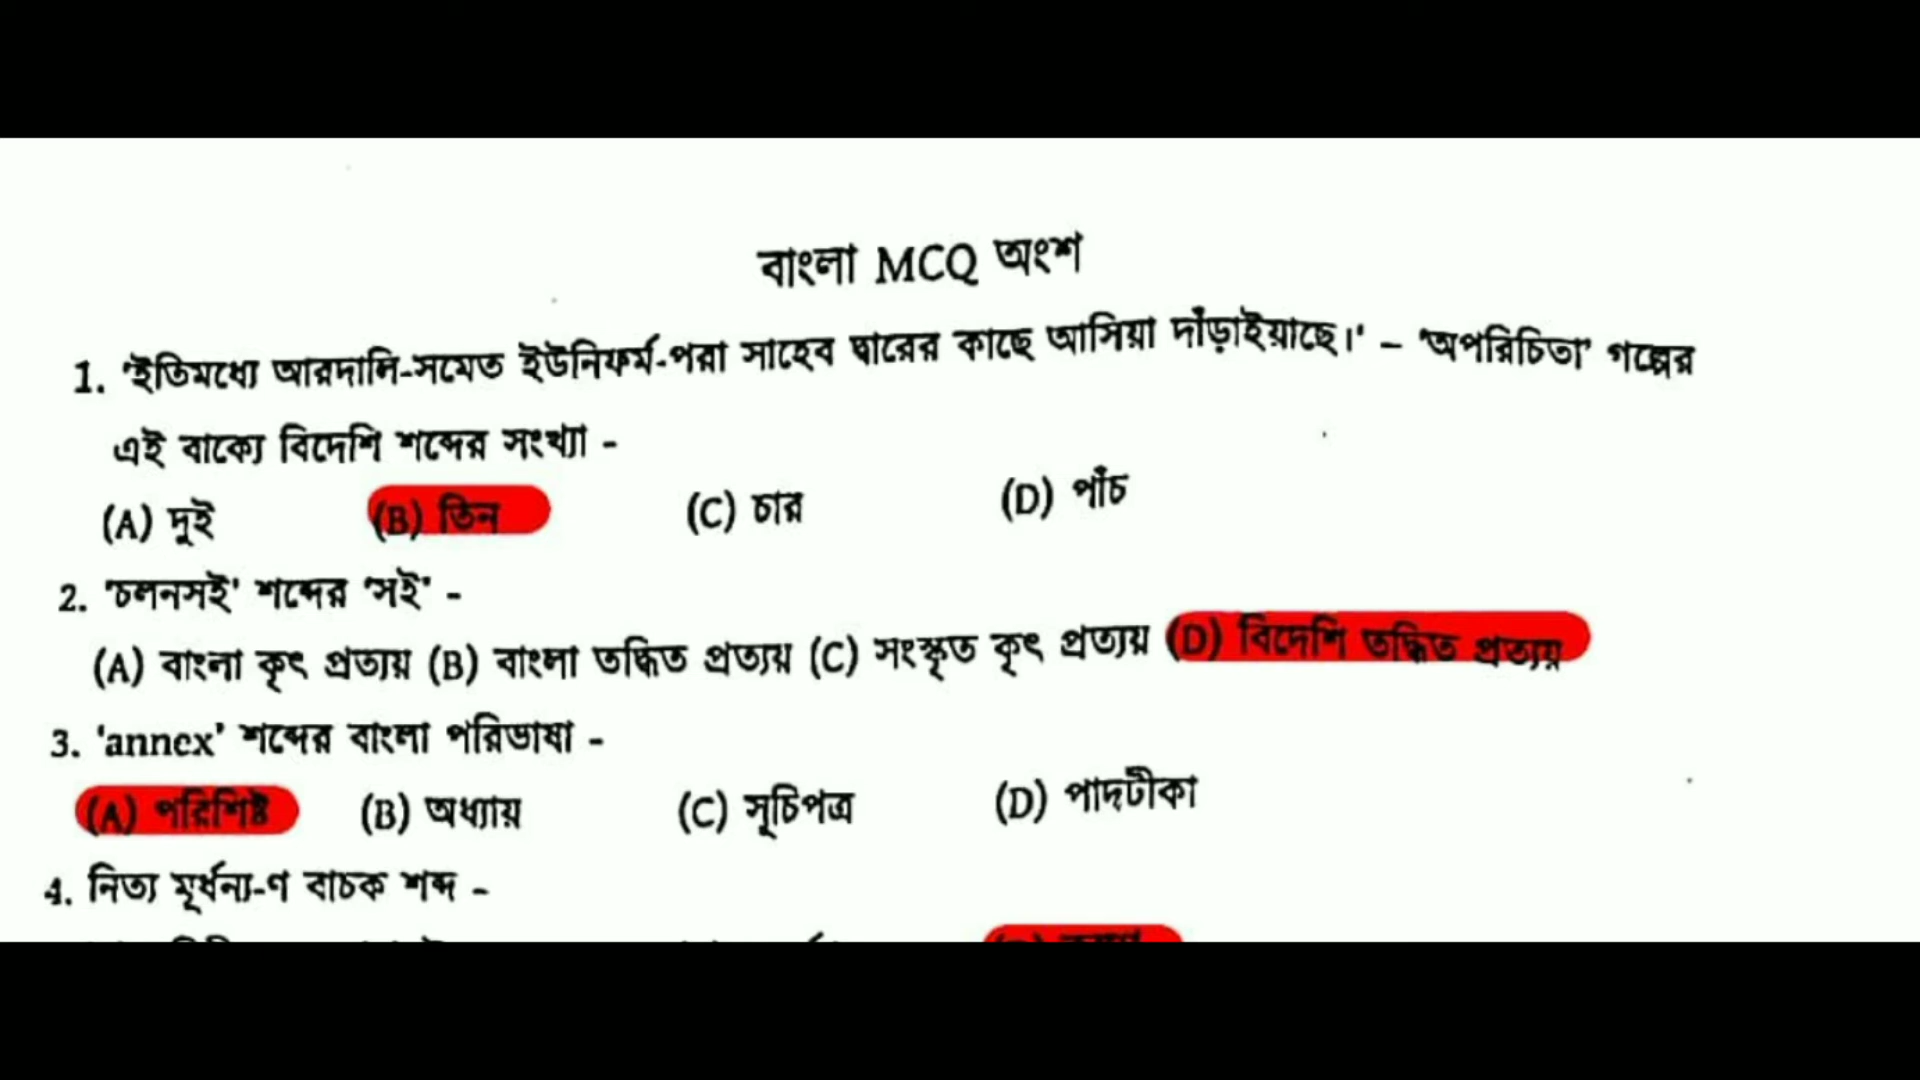 বাংলা MCQ অংশ
1. 'ইতিমধ্যে আরদালি-সমেত ইউনিফর্ম-পরা সাহেব দ্বারের কাছে আসিয়া দাঁড়াইয়াছে।' – 'অপরিচিতা' গল্পের
এই বাক্যে বিদেশি শব্দের সংখ্যা -
(A) দুই (B) তিন (C) চার (D) পাঁচ
2. 'চলনসই' শব্দের 'সই' -
(A) বাংলা কৃৎ প্রত্যয় (B) বাংলা তদ্ধিত প্রত্যয় (C) সংস্কৃত কৃৎ প্রত্যয় (D) বিদেশি তদ্ধিত প্রত্যয়
3. 'annex' শব্দের বাংলা পরিভাষা -
(A) পরিশিষ্ট (B) অধ্যায় (C) সূচিপত্র (D) পাদটীকা
4. নিত্য মূর্ধন্য-ণ বাচক শব্দ -